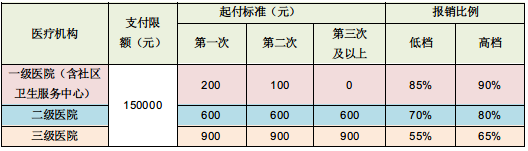 医疗机构 支付限额（元） 起付标准（元） 报销比例
第一次 第二次 第三次及以上 低档 高档
一级医院（含社区卫生服务中心） 150000 200 100 0 85% 90%
二级医院 600 600 600 70% 80%
三级医院 900 900 900 55% 65%